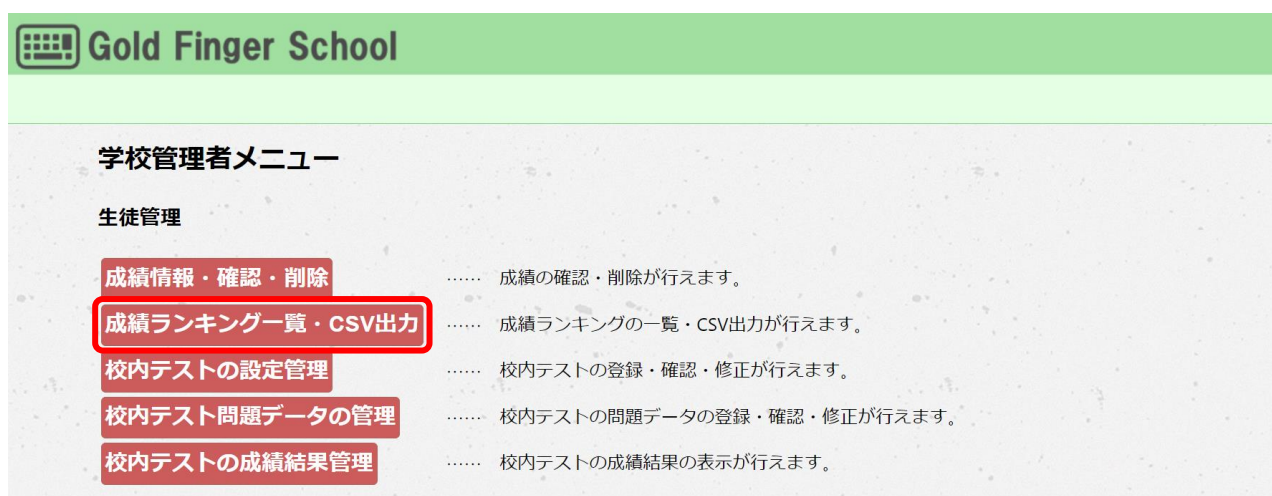 Gold Finger School
学校管理者メニュー
生徒管理
成績情報・確認・削除 …… 成績の確認・削除が行えます。
成績ランキング一覧・CSV出力 …… 成績ランキングの一覧・CSV出力が行えます。
校内テストの設定管理 …… 校内テストの登録・確認・修正が行えます。
校内テスト問題データの管理 …… 校内テストの問題データの登録・確認・修正が行えます。
校内テストの成績結果管理 …… 校内テストの成績結果の表示が行えます。